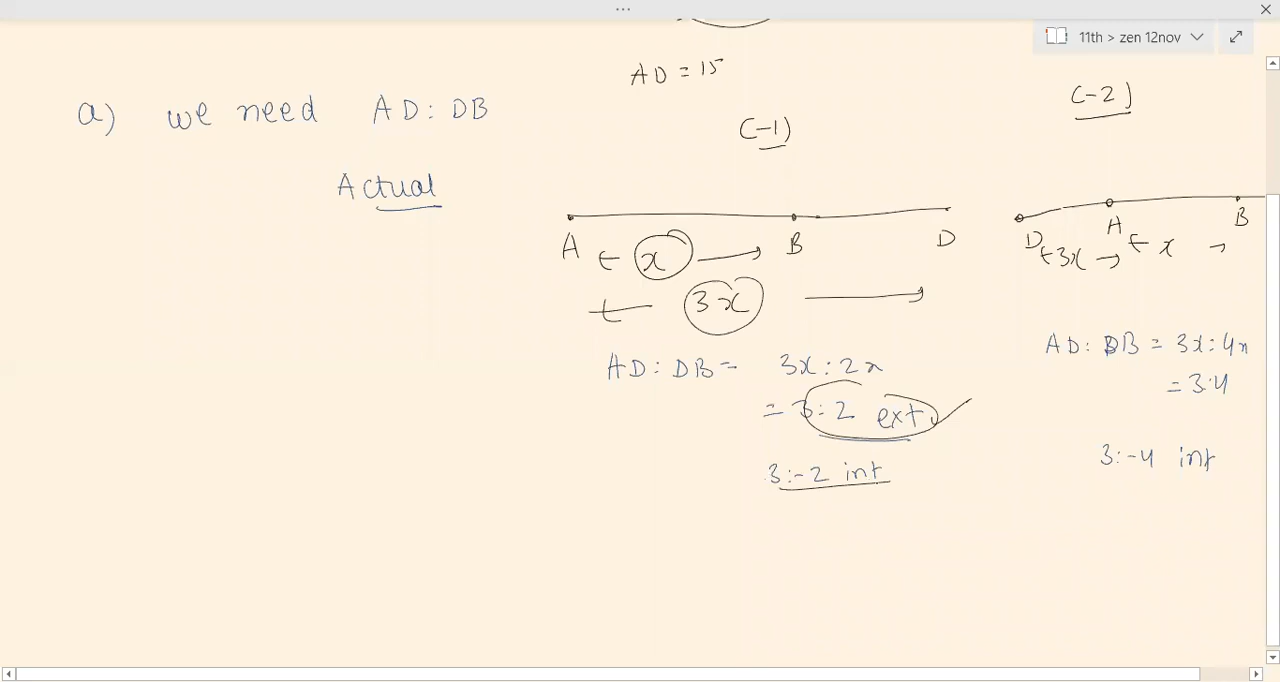 11th > zen 12nov
AD = 15
a) we need AD : DB
C-1)
C-2)
Actual
A B D
x
3x
D A B
3x x
AD : DB = 3x : 2x
= 3 : 2 ext
3 : -2 int
AD : DB = 3x : 4x
= 3:4
3 : -4 int